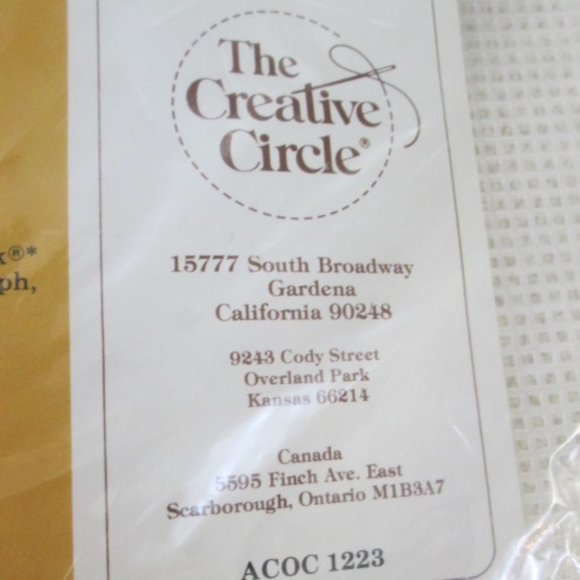 The
Creative
Circle®
15777 South Broadway
Gardena
California 90248
9243 Cody Street
Overland Park
Kansas 66214
Canada
5595 Finch Ave. East
Scarborough, Ontario M1B3A7
ACOC 1223
®*
ph,